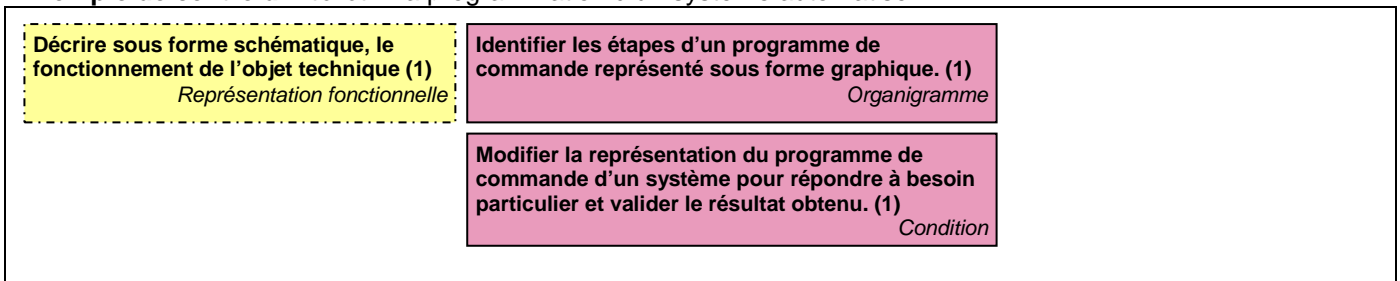 Décrire sous forme schématique, le
fonctionnement de l'objet technique (1)
Représentation fonctionnelle
Identifier les étapes d'un programme de
commande représenté sous forme graphique. (1)
Organigramme
Modifier la représentation du programme de
commande d'un système pour répondre à besoin
particulier et valider le résultat obtenu. (1)
Condition